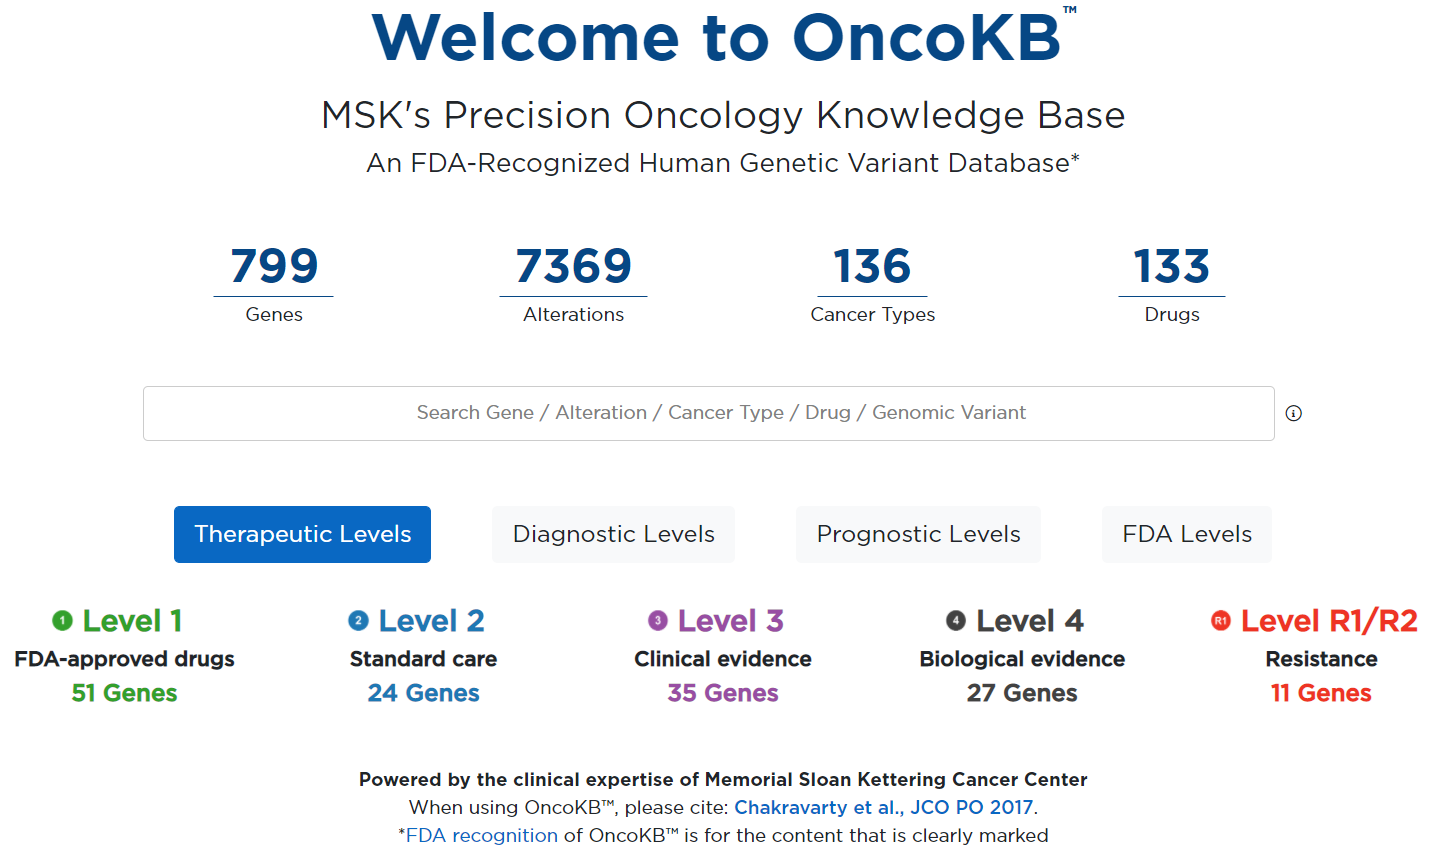 Welcome to OncoKB™
MSK's Precision Oncology Knowledge Base
An FDA-Recognized Human Genetic Variant Database*
799 7369 136 133
Genes Alterations Cancer Types Drugs
Search Gene / Alteration / Cancer Type / Drug / Genomic Variant
Therapeutic Levels Diagnostic Levels Prognostic Levels FDA Levels
1 Level 1 2 Level 2 3 Level 3 4 Level 4 R1 Level R1/R2
FDA-approved drugs Standard care Clinical evidence Biological evidence Resistance
51 Genes 24 Genes 35 Genes 27 Genes 11 Genes
Powered by the clinical expertise of Memorial Sloan Kettering Cancer Center
When using OncoKB™, please cite: Chakravarty et al., JCO PO 2017.
*FDA recognition of OncoKB™ is for the content that is clearly marked